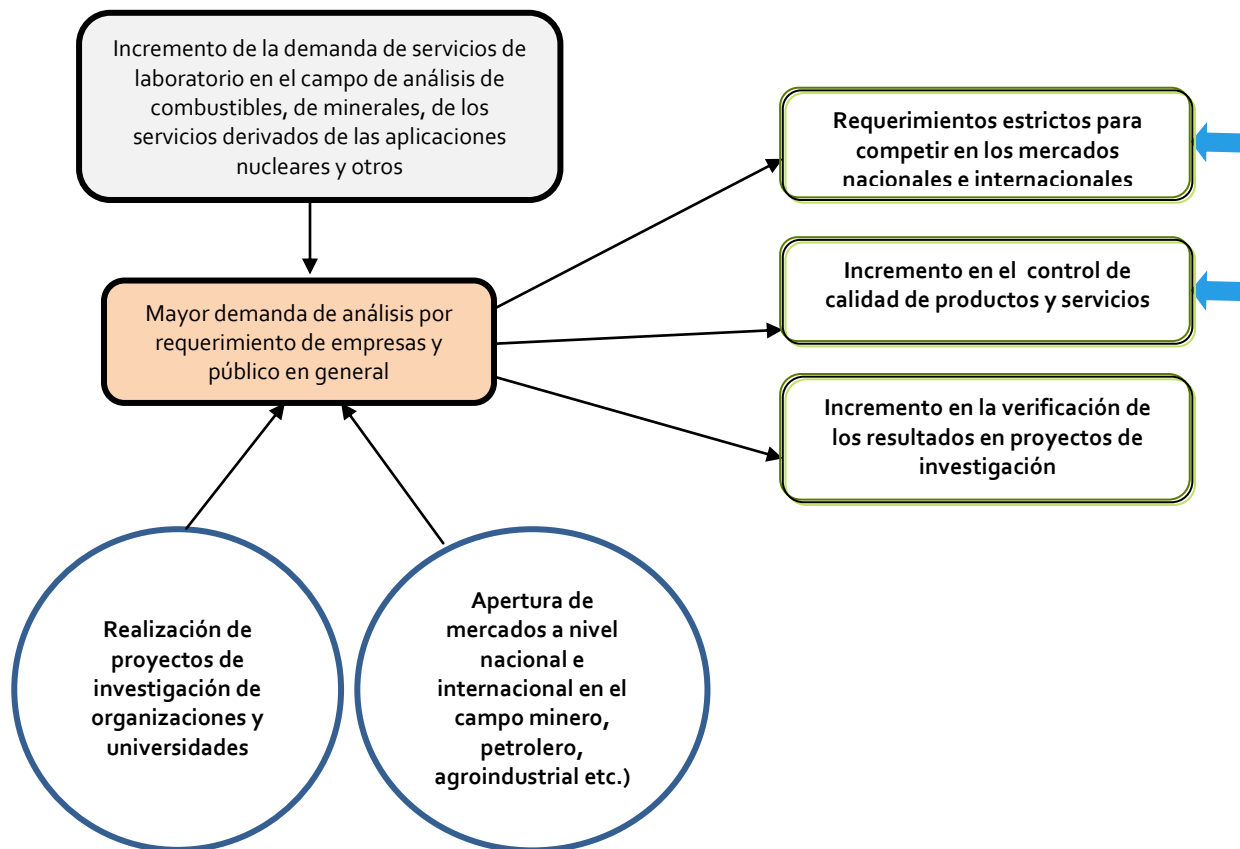 Incremento de la demanda de servicios de
laboratorio en el campo de análisis de
combustibles, de minerales, de los
servicios derivados de las aplicaciones
nucleares y otros
Requerimientos estrictos para
competir en los mercados
nacionales e internacionales
Incremento en el  control de
calidad de productos y servicios
Mayor demanda de análisis por
requerimiento de empresas y
público en general
Incremento en la verificación de
los resultados en proyectos de
investigación
Realización de
proyectos de
investigación de
organizaciones y
universidades
Apertura de
mercados a nivel
nacional e
internacional en el
campo minero,
petrolero,
agroindustrial etc.)